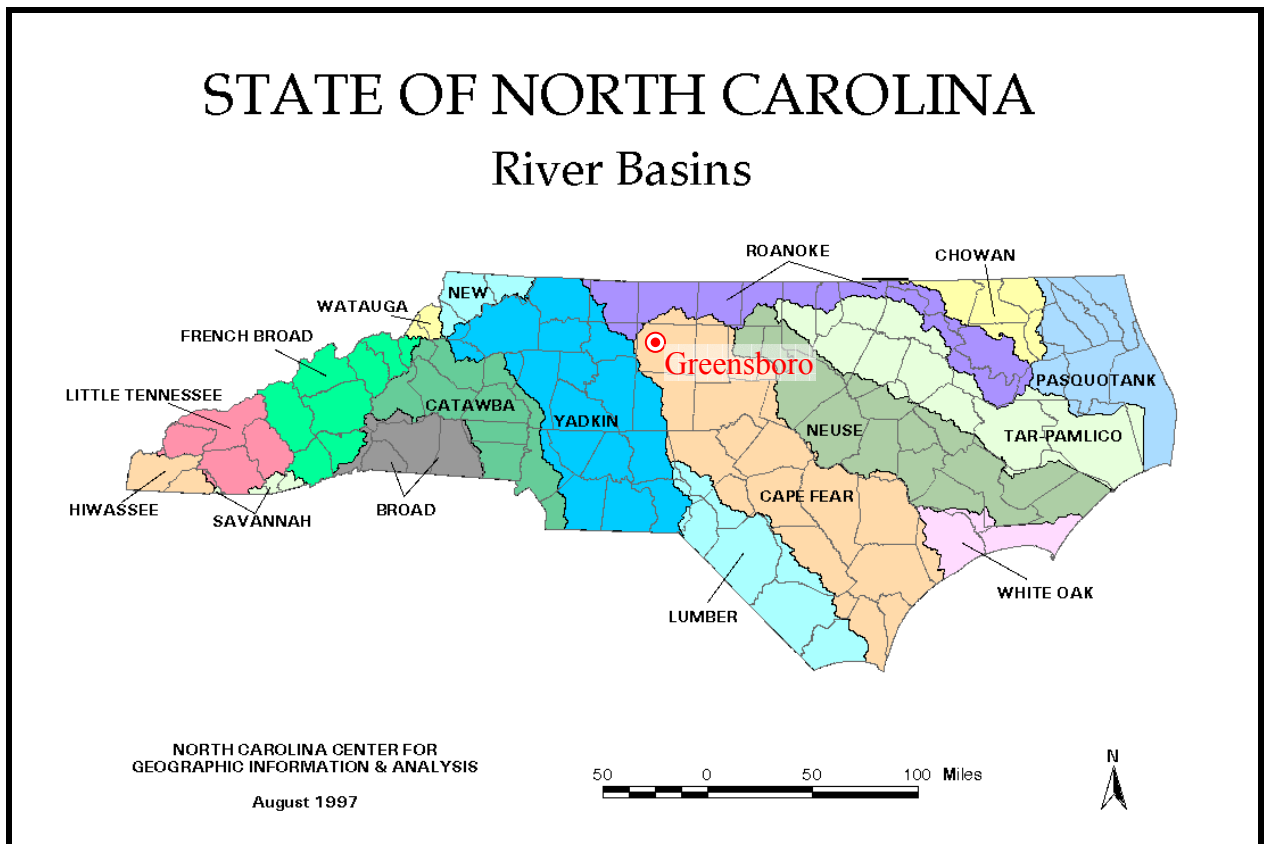 STATE OF NORTH CAROLINA
River Basins
ROANOKE
CHOWAN
NEW
WATAUGA
FRENCH BROAD
Greensboro
LITTLE TENNESSEE
PASQUOTANK
CATAWBA
YADKIN
NEUSE
TAR-PAMLICO
CAPE FEAR
HIWASSEE
SAVANNAH
BROAD
WHITE OAK
LUMBER
NORTH CAROLINA CENTER FOR
GEOGRAPHIC INFORMATION & ANALYSIS
August 1997
50 0 50 100 Miles
N